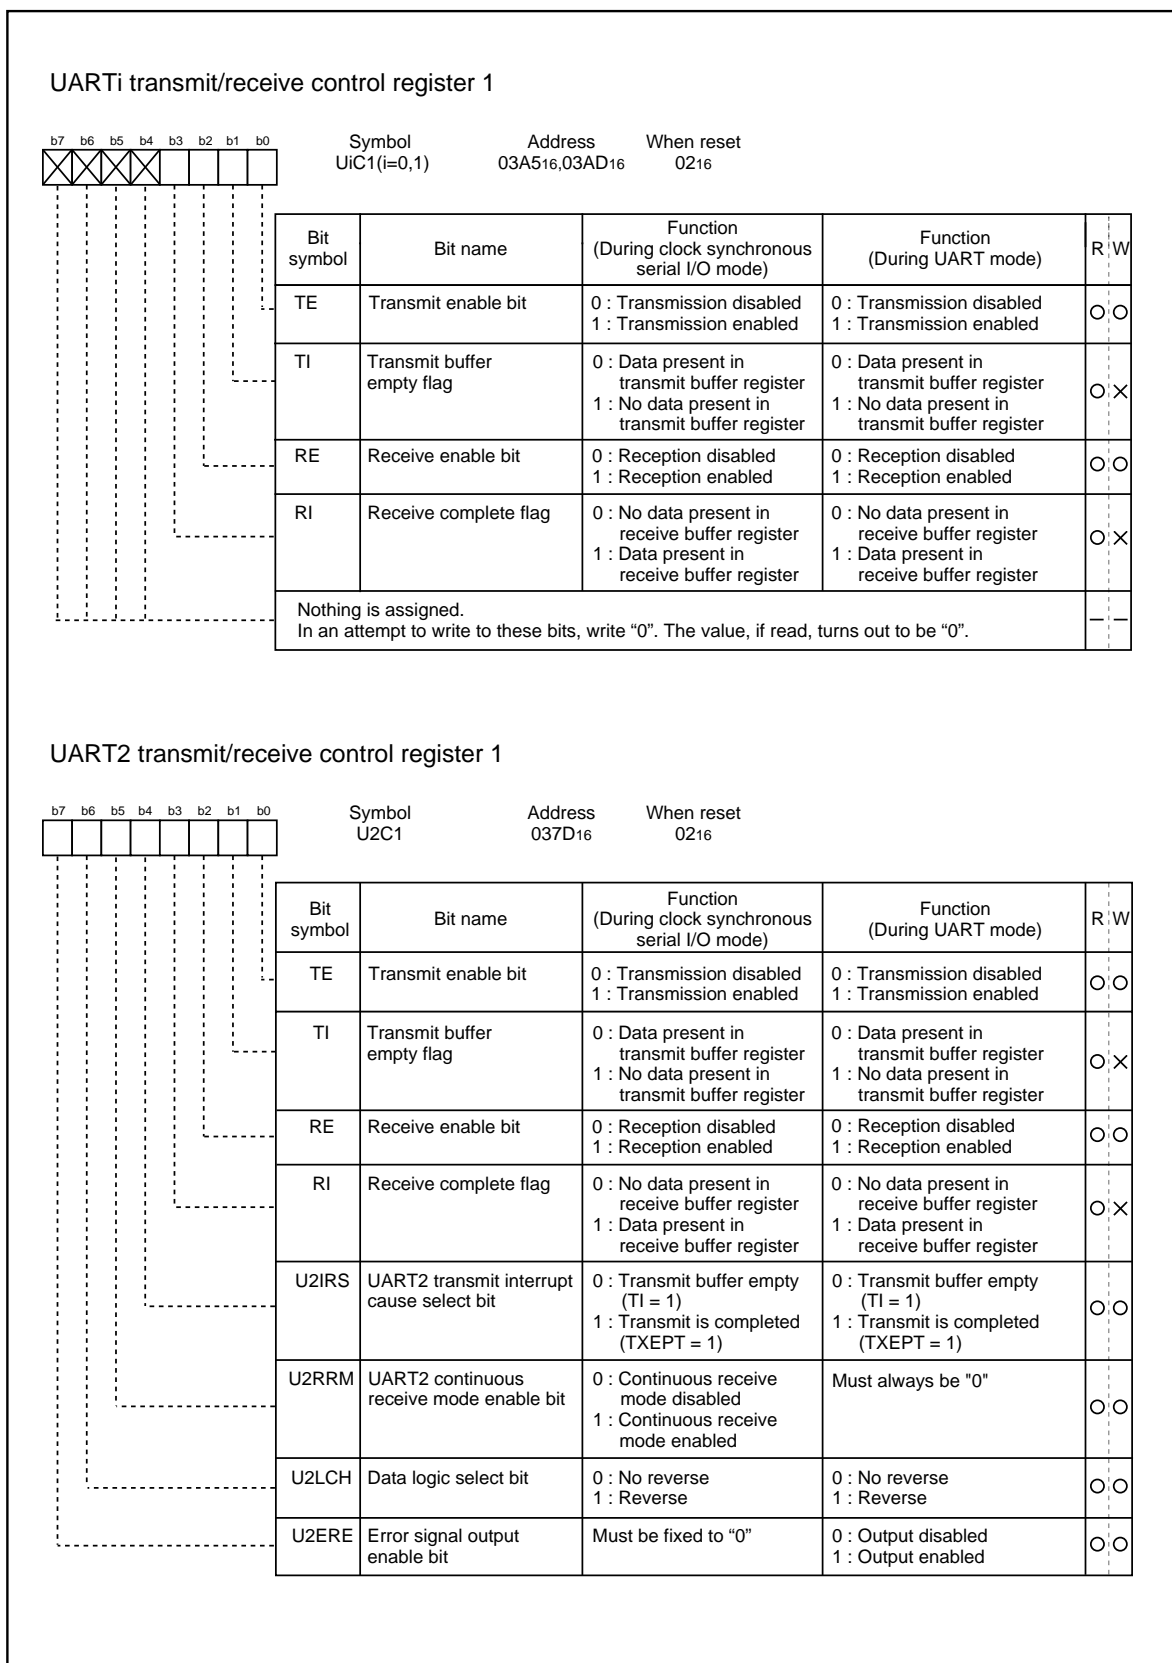 UARTi transmit/receive control register 1
b7 b6 b5 b4 b3 b2 b1 b0
Symbol Address When reset
UiC1(i=0,1) 03A516,03AD16 0216
Bit symbol Bit name Function (During clock synchronous serial I/O mode) Function (During UART mode) R W
TE Transmit enable bit 0 : Transmission disabled 0 : Transmission disabled
1 : Transmission enabled 1 : Transmission enabled
TI Transmit buffer 0 : Data present in 0 : Data present in
empty flag transmit buffer register transmit buffer register
1 : No data present in 1 : No data present in
transmit buffer register transmit buffer register
RE Receive enable bit 0 : Reception disabled 0 : Reception disabled
1 : Reception enabled 1 : Reception enabled
RI Receive complete flag 0 : No data present in 0 : No data present in
receive buffer register receive buffer register
1 : Data present in 1 : Data present in
receive buffer register receive buffer register
Nothing is assigned.
In an attempt to write to these bits, write “0”. The value, if read, turns out to be “0”.
UART2 transmit/receive control register 1
b7 b6 b5 b4 b3 b2 b1 b0
Symbol Address When reset
U2C1 037D16 0216
Bit symbol Bit name Function (During clock synchronous serial I/O mode) Function (During UART mode) R W
TE Transmit enable bit 0 : Transmission disabled 0 : Transmission disabled
1 : Transmission enabled 1 : Transmission enabled
TI Transmit buffer 0 : Data present in 0 : Data present in
empty flag transmit buffer register transmit buffer register
1 : No data present in 1 : No data present in
transmit buffer register transmit buffer register
RE Receive enable bit 0 : Reception disabled 0 : Reception disabled
1 : Reception enabled 1 : Reception enabled
RI Receive complete flag 0 : No data present in 0 : No data present in
receive buffer register receive buffer register
1 : Data present in 1 : Data present in
receive buffer register receive buffer register
U2IRS UART2 transmit interrupt 0 : Transmit buffer empty 0 : Transmit buffer empty
cause select bit (TI = 1) (TI = 1)
1 : Transmit is completed 1 : Transmit is completed
(TXEPT = 1) (TXEPT = 1)
U2RRM UART2 continuous 0 : Continuous receive Must always be "0"
receive mode enable bit mode disabled
1 : Continuous receive
mode enabled
U2LCH Data logic select bit 0 : No reverse 0 : No reverse
1 : Reverse 1 : Reverse
U2ERE Error signal output Must be fixed to “0” 0 : Output disabled
enable bit 1 : Output enabled